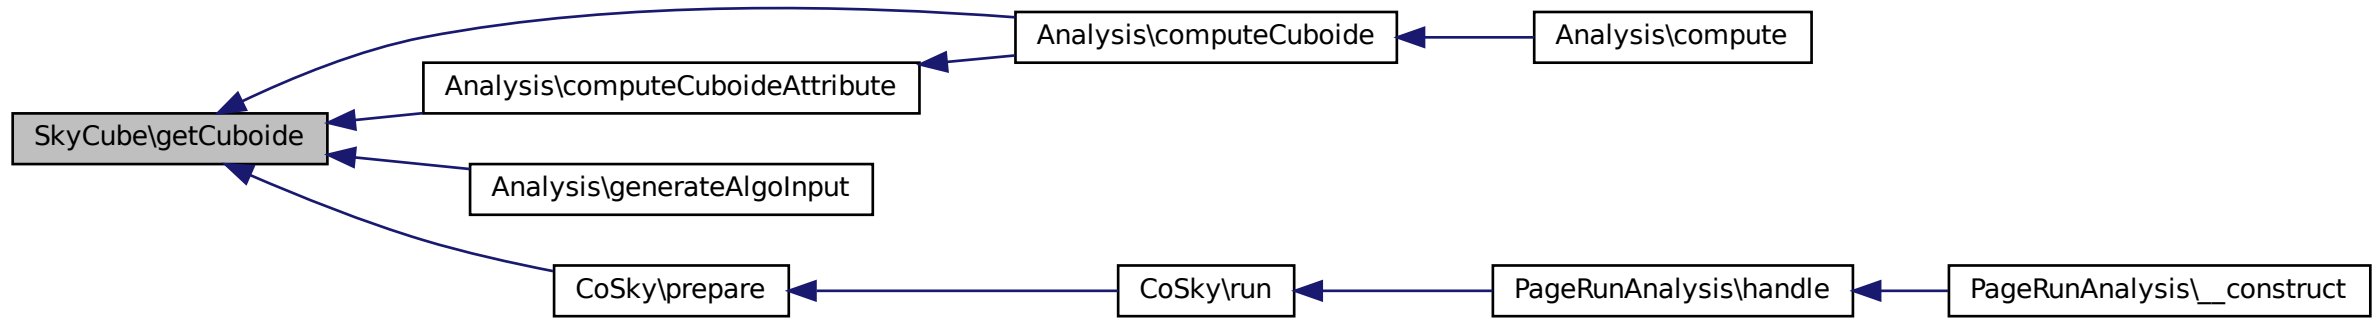 SkyCube\getCuboide
Analysis\computeCuboide
Analysis\compute
Analysis\computeCuboideAttribute
Analysis\generateAlgoInput
CoSky\prepare
CoSky\run
PageRunAnalysis\handle
PageRunAnalysis\__construct